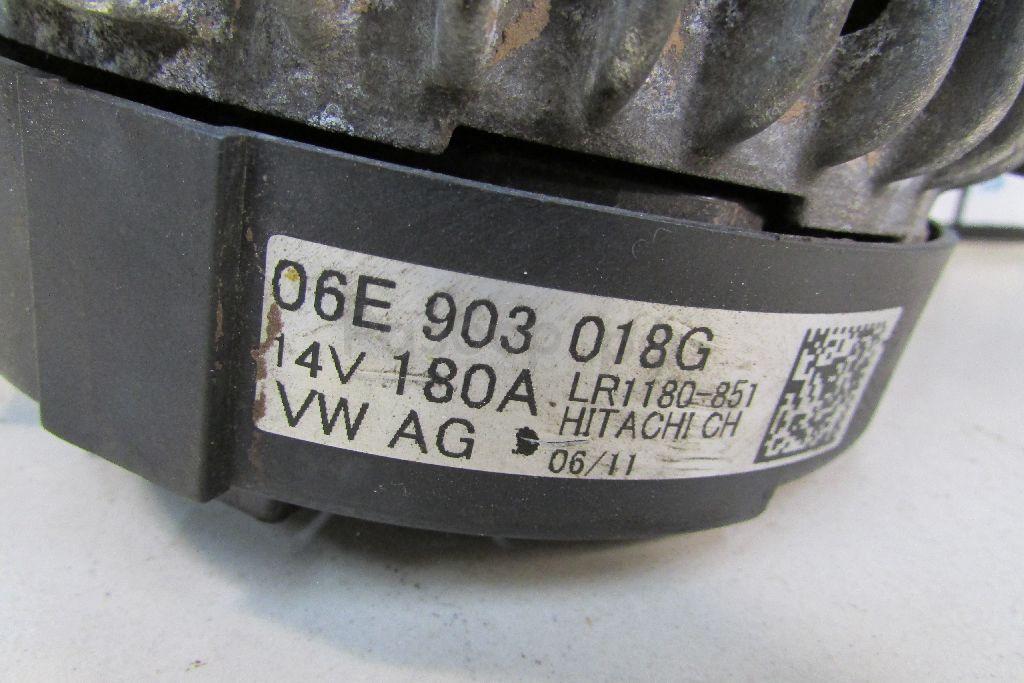 06E 903 018G
14V 180A LR1180-851
VW AG HITACHI CH
06/11